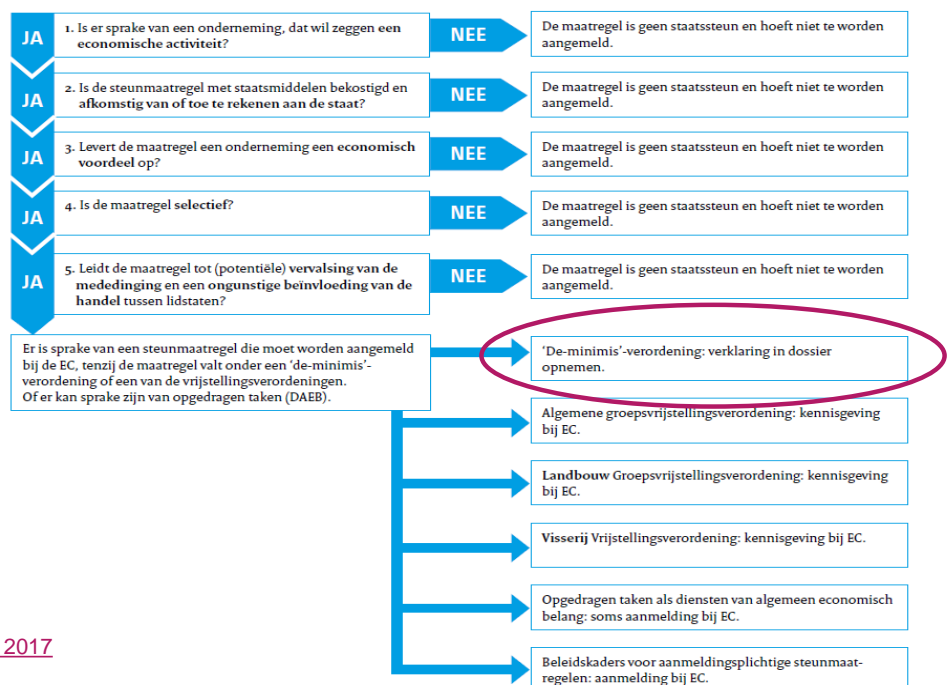 JA
1. Is er sprake van een onderneming, dat wil zeggen een
economische activiteit?
NEE
De maatregel is geen staatssteun en hoeft niet te worden
aangemeld.
JA
2. Is de steunmaatregel met staatsmiddelen bekostigd en
afkomstig van of toe te rekenen aan de staat?
NEE
De maatregel is geen staatssteun en hoeft niet te worden
aangemeld.
JA
3. Levert de maatregel een onderneming een economisch
voordeel op?
NEE
De maatregel is geen staatssteun en hoeft niet te worden
aangemeld.
JA
4. Is de maatregel selectief?
NEE
De maatregel is geen staatssteun en hoeft niet te worden
aangemeld.
JA
5. Leidt de maatregel tot (potentiële) vervalsing van de
mededinging en een ongunstige beïnvloeding van de
handel tussen lidstaten?
NEE
De maatregel is geen staatssteun en hoeft niet te worden
aangemeld.
Er is sprake van een steunmaatregel die moet worden aangemeld
bij de EC, tenzij de maatregel valt onder een 'de-minimis'-
verordening of een van de vrijstellingsverordeningen.
Of er kan sprake zijn van opgedragen taken (DAEB).
'De-minimis'-verordening: verklaring in dossier
opnemen.
Algemene groepsvrijstellingsverordening: kennisgeving
bij EC.
Landbouw Groepsvrijstellingsverordening: kennisgeving
bij EC.
Visserij Vrijstellingsverordening: kennisgeving bij EC.
Opgedragen taken als diensten van algemeen economisch
belang: soms aanmelding bij EC.
Beleidskaders voor aanmeldingsplichtige steunmaat-
regelen: aanmelding bij EC.
2017